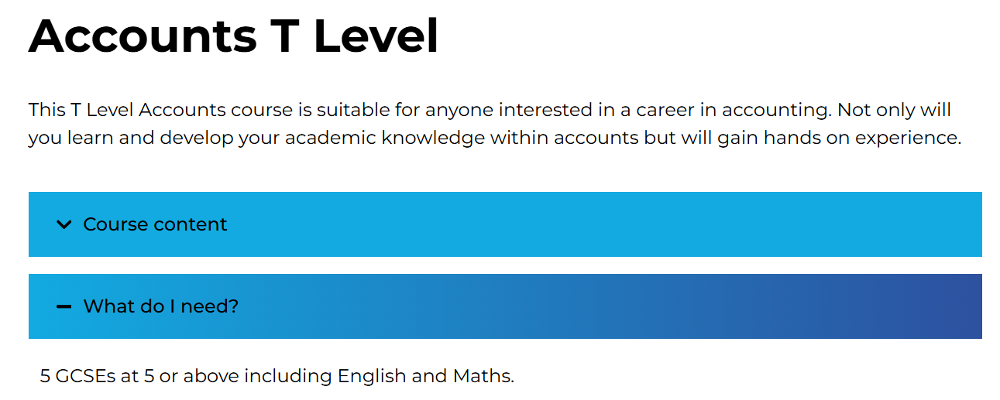 Accounts T Level
This T Level Accounts course is suitable for anyone interested in a career in accounting. Not only will
you learn and develop your academic knowledge within accounts but will gain hands on experience.
Course content
What do I need?
5 GCSEs at 5 or above including English and Maths.